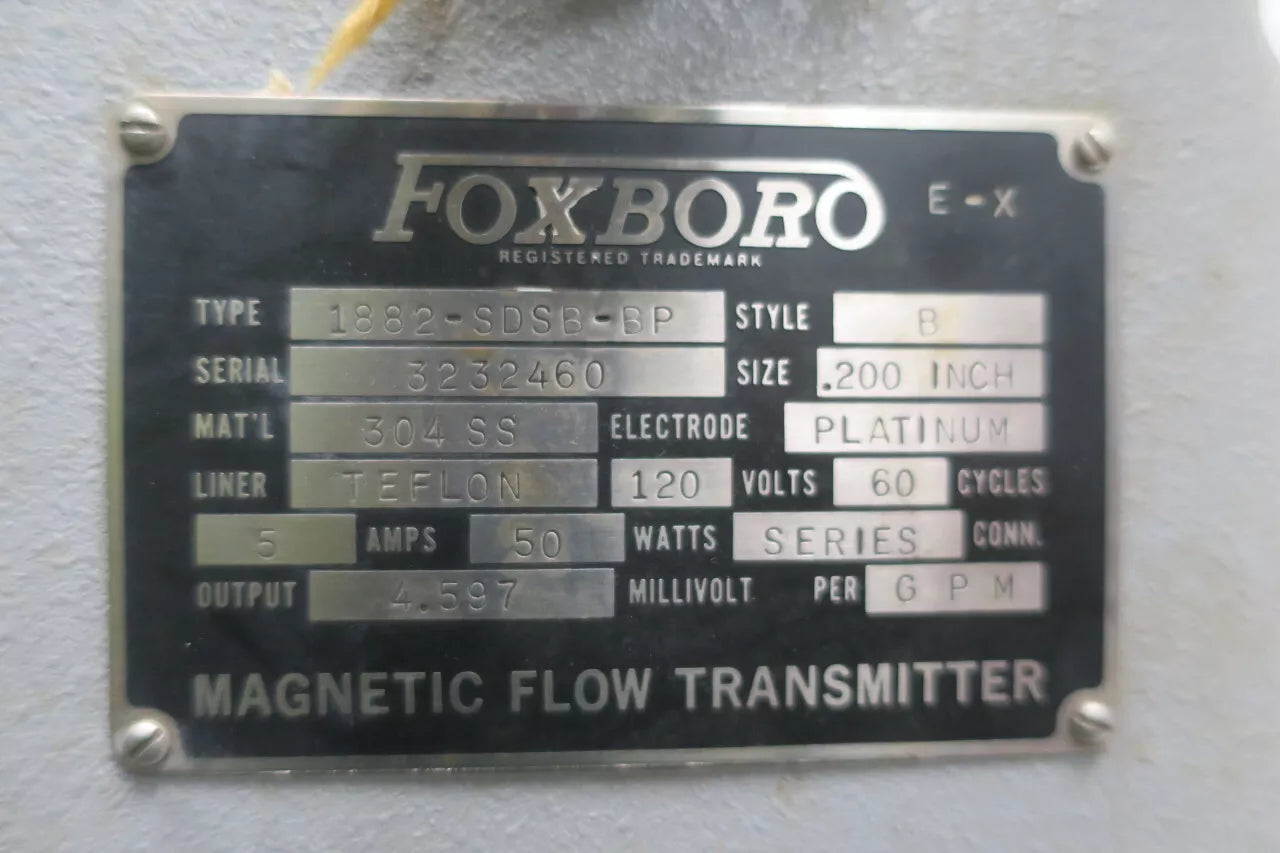 FOXBORO E-X
REGISTERED TRADEMARK
TYPE 1882-SDSB-BP STYLE B
SERIAL 3232460 SIZE .200 INCH
MAT'L 304 SS ELECTRODE PLATINUM
LINER TEFLON 120 VOLTS 60 CYCLES
5 AMPS 50 WATTS SERIES CONN.
OUTPUT 4.597 MILLIVOLT PER G P M
MAGNETIC FLOW TRANSMITTER